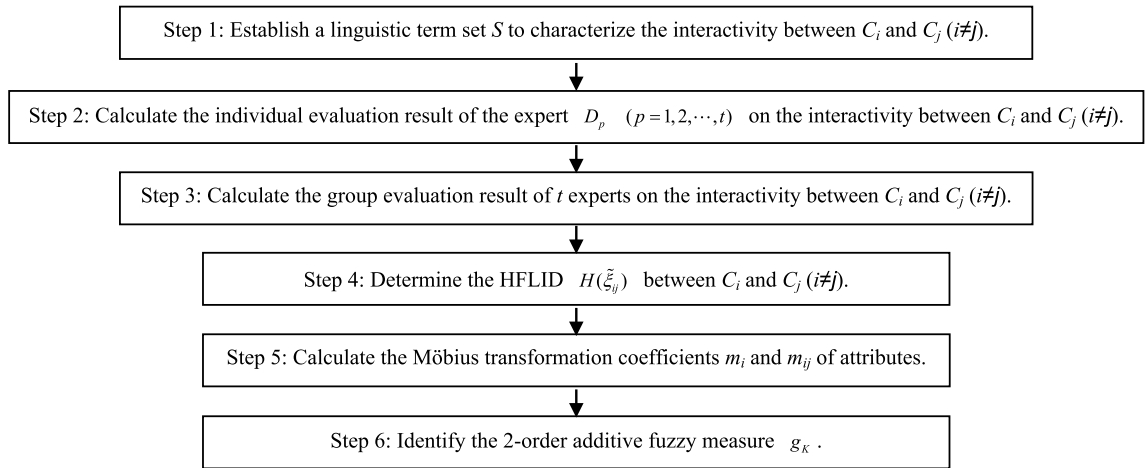 Step 1: Establish a linguistic term set S to characterize the interactivity between Ci and Cj (i≠j).
Step 2: Calculate the individual evaluation result of the expert Dp (p=1,2,⋯,t) on the interactivity between Ci and Cj (i≠j).
Step 3: Calculate the group evaluation result of t experts on the interactivity between Ci and Cj (i≠j).
Step 4: Determine the HFLID H(ξ̃ij) between Ci and Cj (i≠j).
Step 5: Calculate the Möbius transformation coefficients mi and mij of attributes.
Step 6: Identify the 2-order additive fuzzy measure gK .